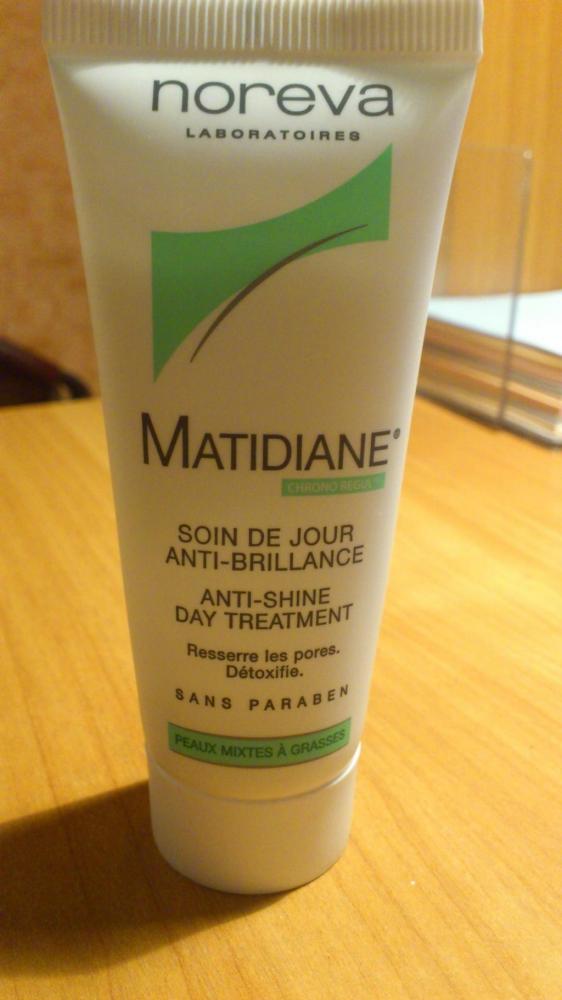 noreva
LABORATOIRES
MATIDIANE®
CHRONO REGUL™
SOIN DE JOUR
ANTI-BRILLANCE
ANTI-SHINE
DAY TREATMENT
Resserre les pores.
Détoxifie.
SANS PARABEN
PEAUX MIXTES À GRASSES